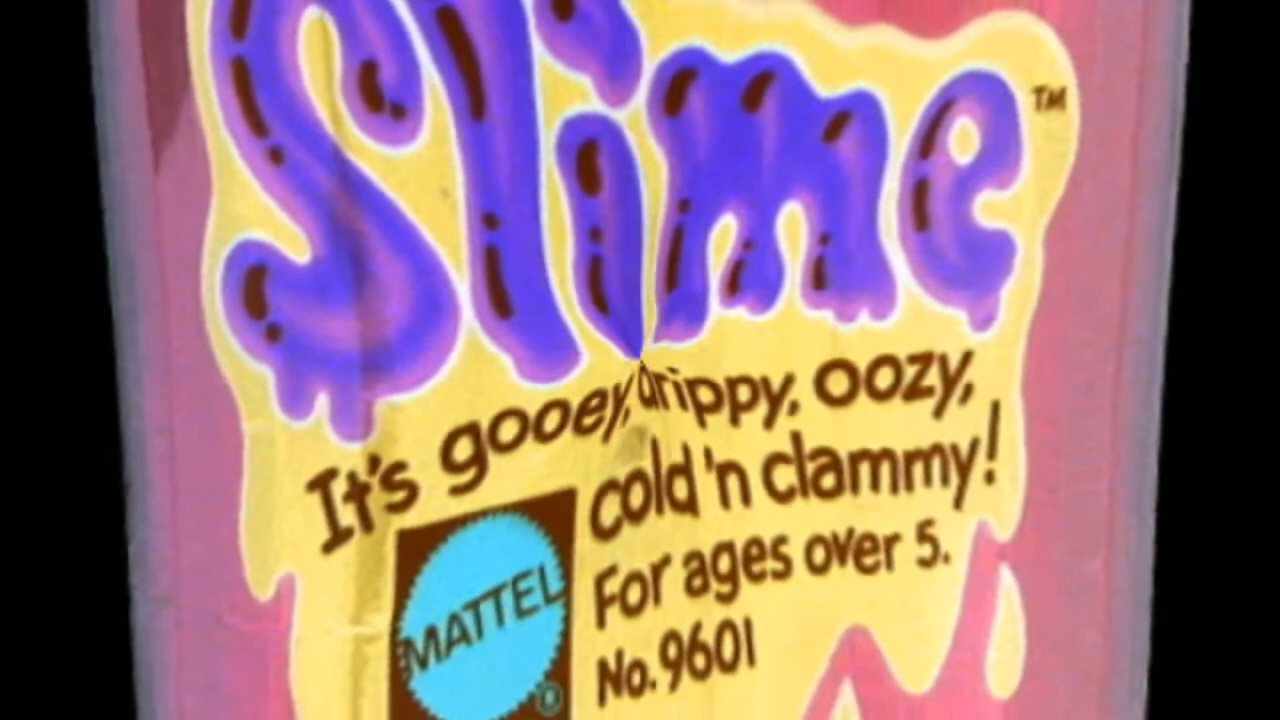 Slime™
It's gooey, drippy, oozy,
cold 'n clammy!
For ages over 5.
No. 9601
MATTEL®